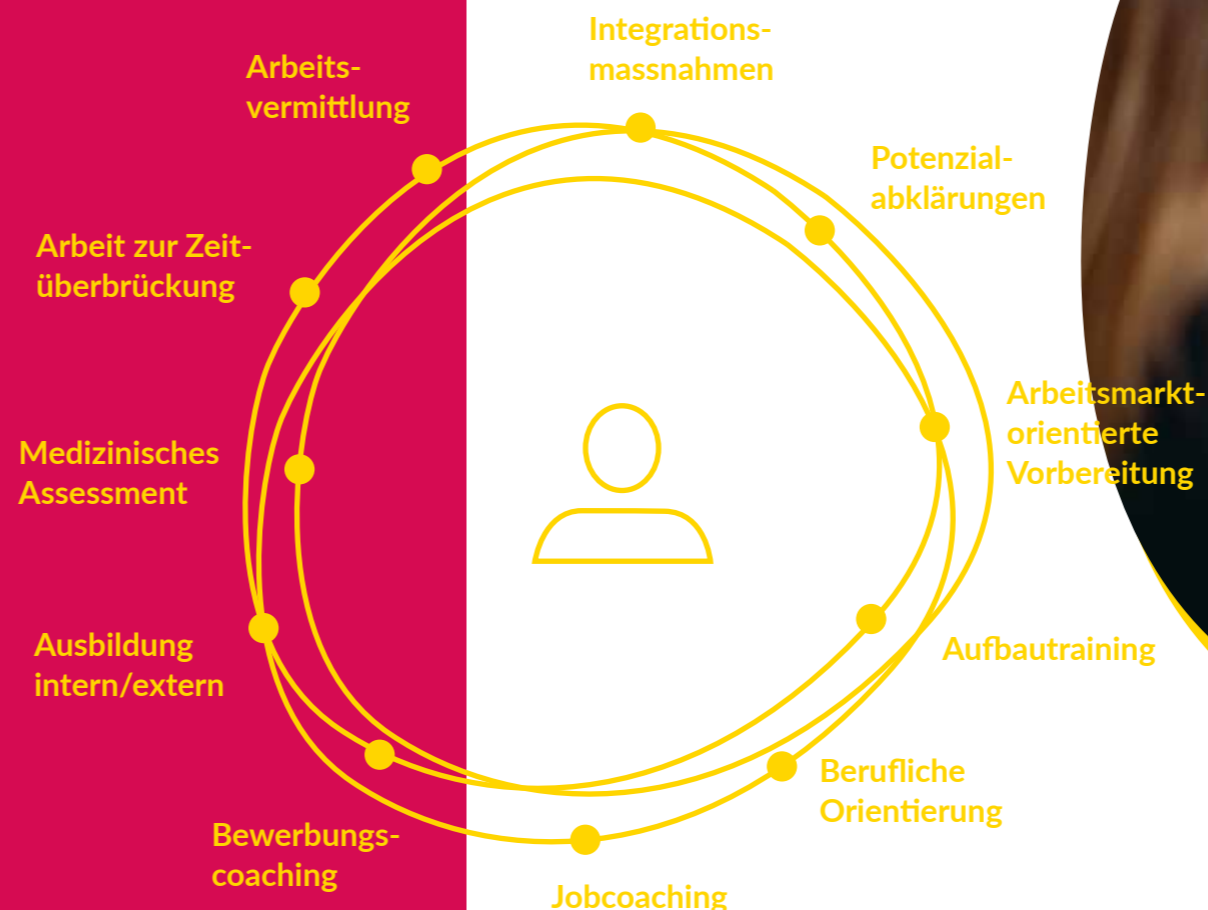 Integrations-
massnahmen
Arbeits-
vermittlung
Potenzial-
abklärungen
Arbeit zur Zeit-
überbrückung
Arbeitsmarkt-
orientierte
Vorbereitung
Medizinisches
Assessment
Ausbildung
intern/extern
Aufbautraining
Berufliche
Orientierung
Bewerbungs-
coaching
Jobcoaching